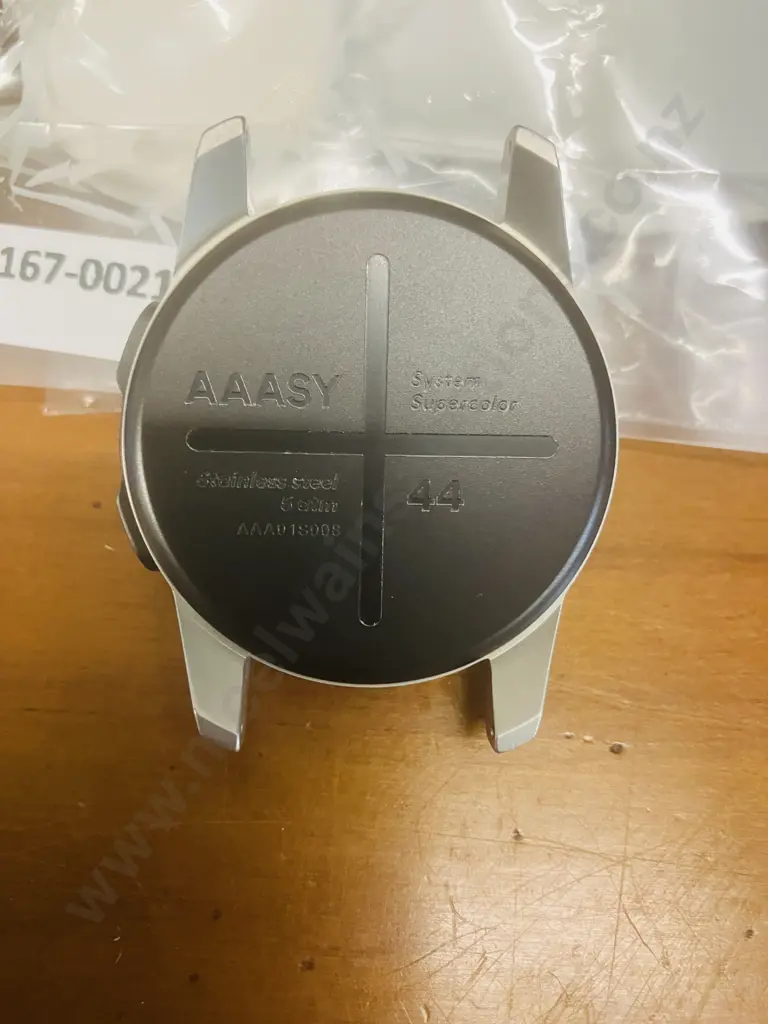 167-0021
AAASY
System
Supercolor
Stainless steel
5 atm
44
AAA01S008